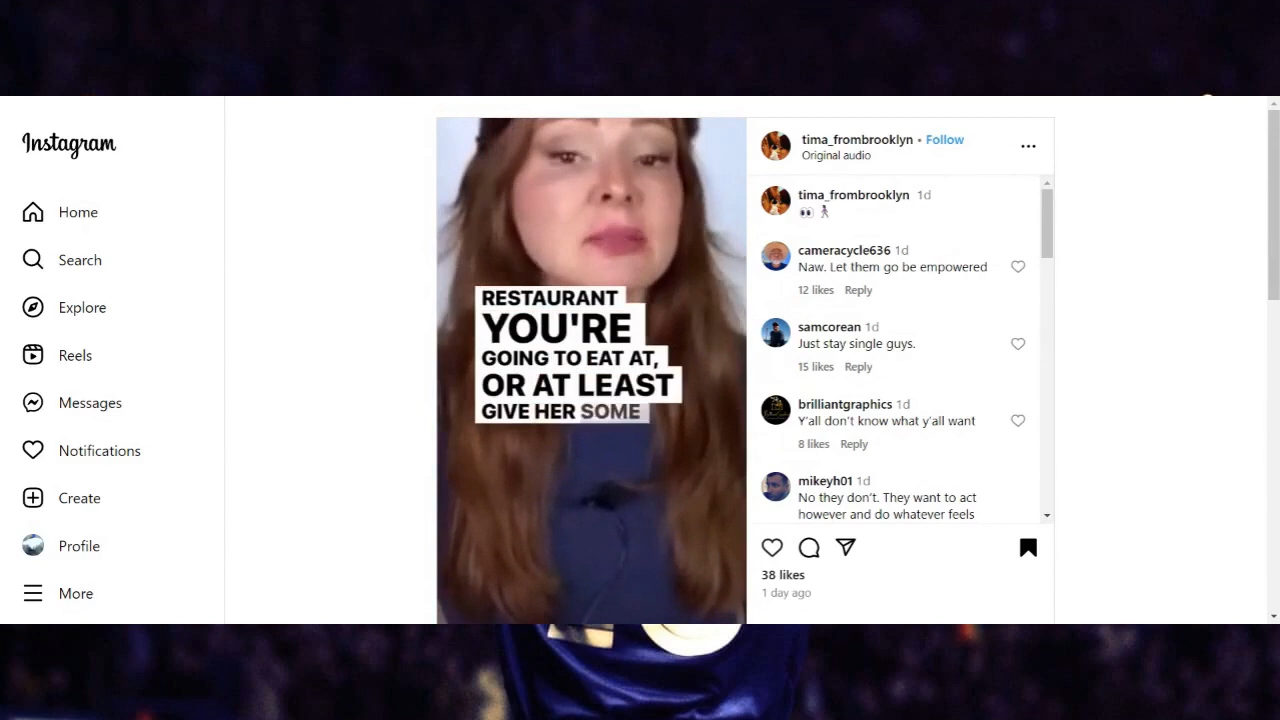 Instagram
Home
Search
Explore
Reels
Messages
Notifications
Create
Profile
More
RESTAURANT
YOU'RE
GOING TO EAT AT,
OR AT LEAST
GIVE HER SOME
tima_frombrooklyn • Follow
Original audio
tima_frombrooklyn 1d
cameracycle636 1d
Naw. Let them go be empowered
12 likes Reply
samcorean 1d
Just stay single guys.
15 likes Reply
brilliantgraphics 1d
Y'all don't know what y'all want
8 likes Reply
mikeyh01 1d
No they don't. They want to act
however and do whatever feels
38 likes
1 day ago